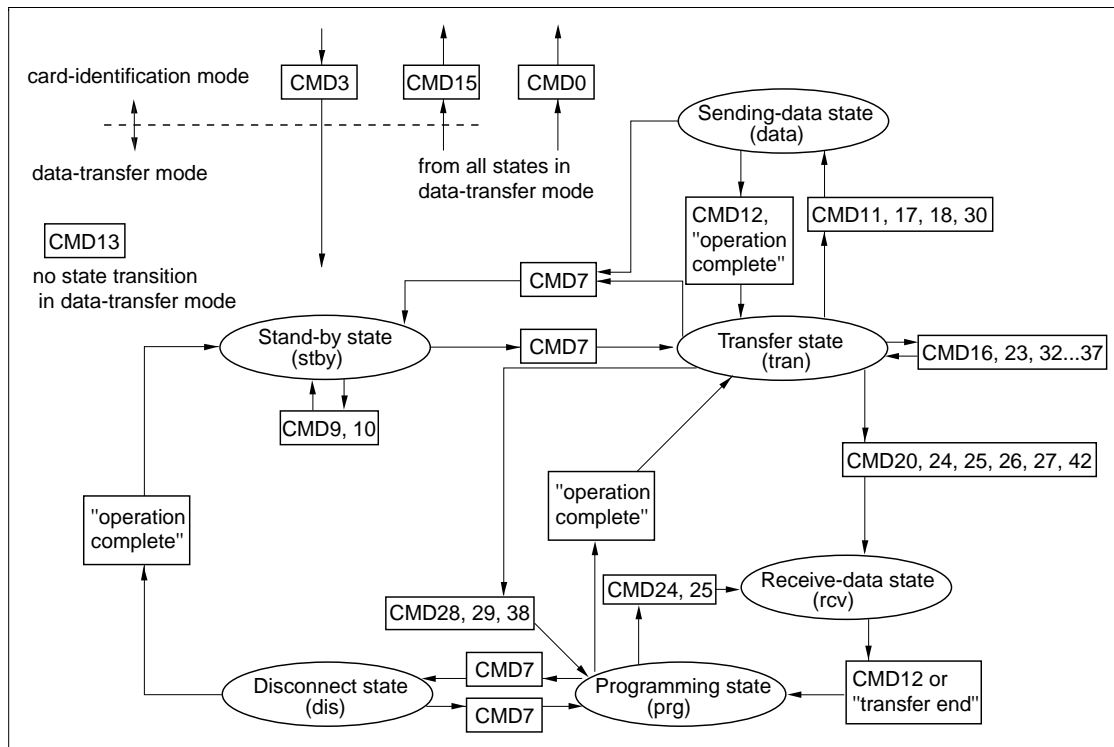 card-identification mode
CMD3
CMD15
CMD0
data-transfer mode
from all states in
data-transfer mode
Sending-data state
(data)
CMD13
no state transition
in data-transfer mode
CMD12,
"operation
complete"
CMD11, 17, 18, 30
CMD7
Stand-by state
(stby)
CMD7
Transfer state
(tran)
CMD16, 23, 32...37
CMD9, 10
CMD20, 24, 25, 26, 27, 42
"operation
complete"
"operation
complete"
Receive-data state
(rcv)
CMD24, 25
CMD28, 29, 38
CMD7
Disconnect state
(dis)
CMD7
Programming state
(prg)
CMD12 or
"transfer end"